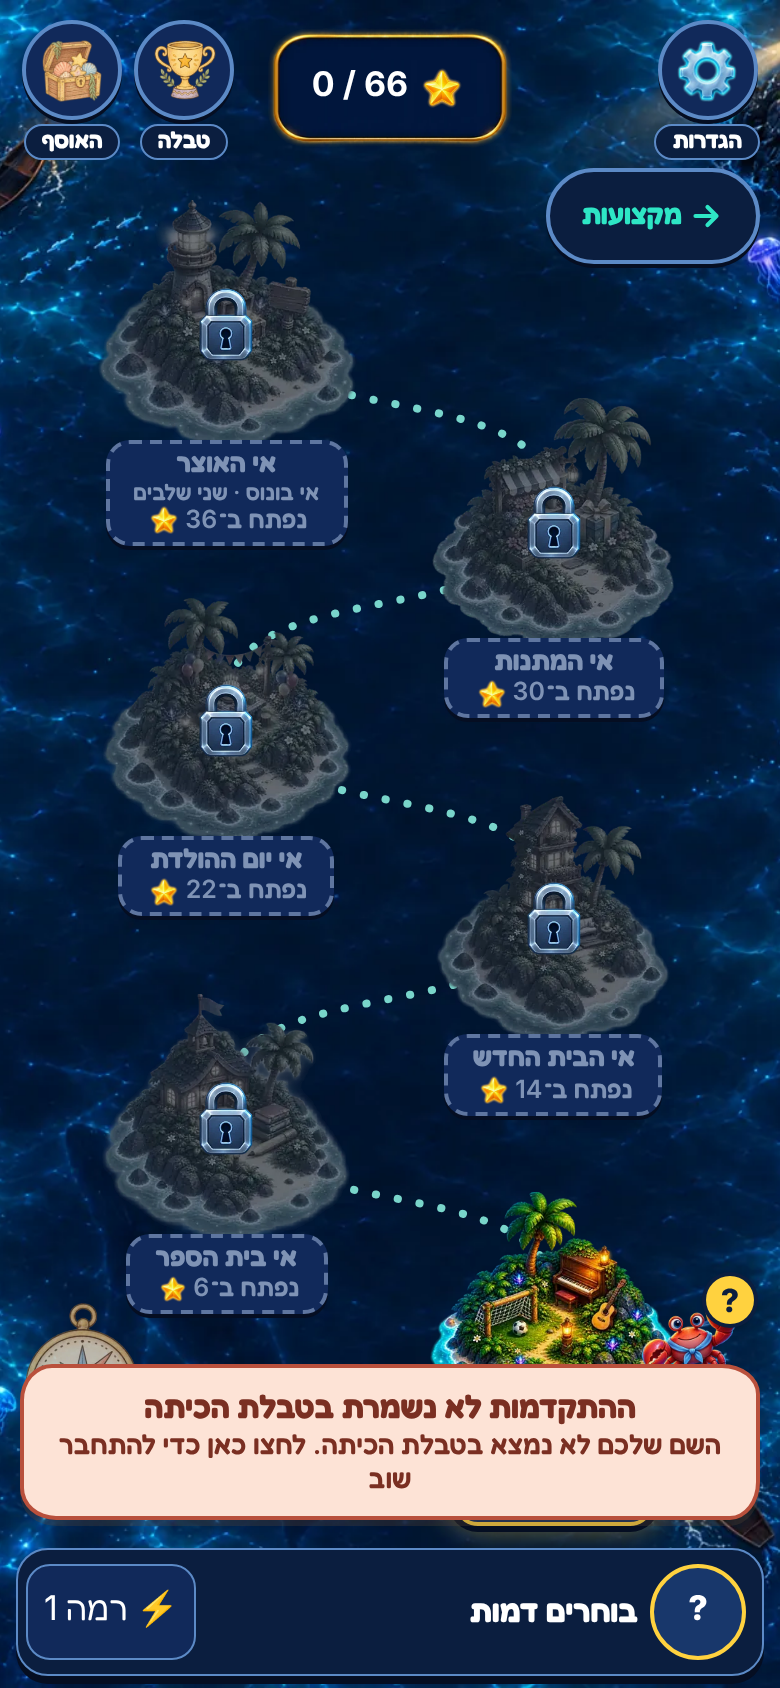 0 / 66
האוסף
טבלה
הגדרות
מקצועות →
אי האוצר
אי בונוס · שני שלבים
נפתח ב־36
אי המתנות
נפתח ב־30
אי יום ההולדת
נפתח ב־22
אי הבית החדש
נפתח ב־14
אי בית הספר
נפתח ב־6
?
ההתקדמות לא נשמרת בטבלת הכיתה
השם שלכם לא נמצא בטבלת הכיתה. לחצו כאן כדי להתחבר
שוב
?
בוחרים דמות
רמה 1